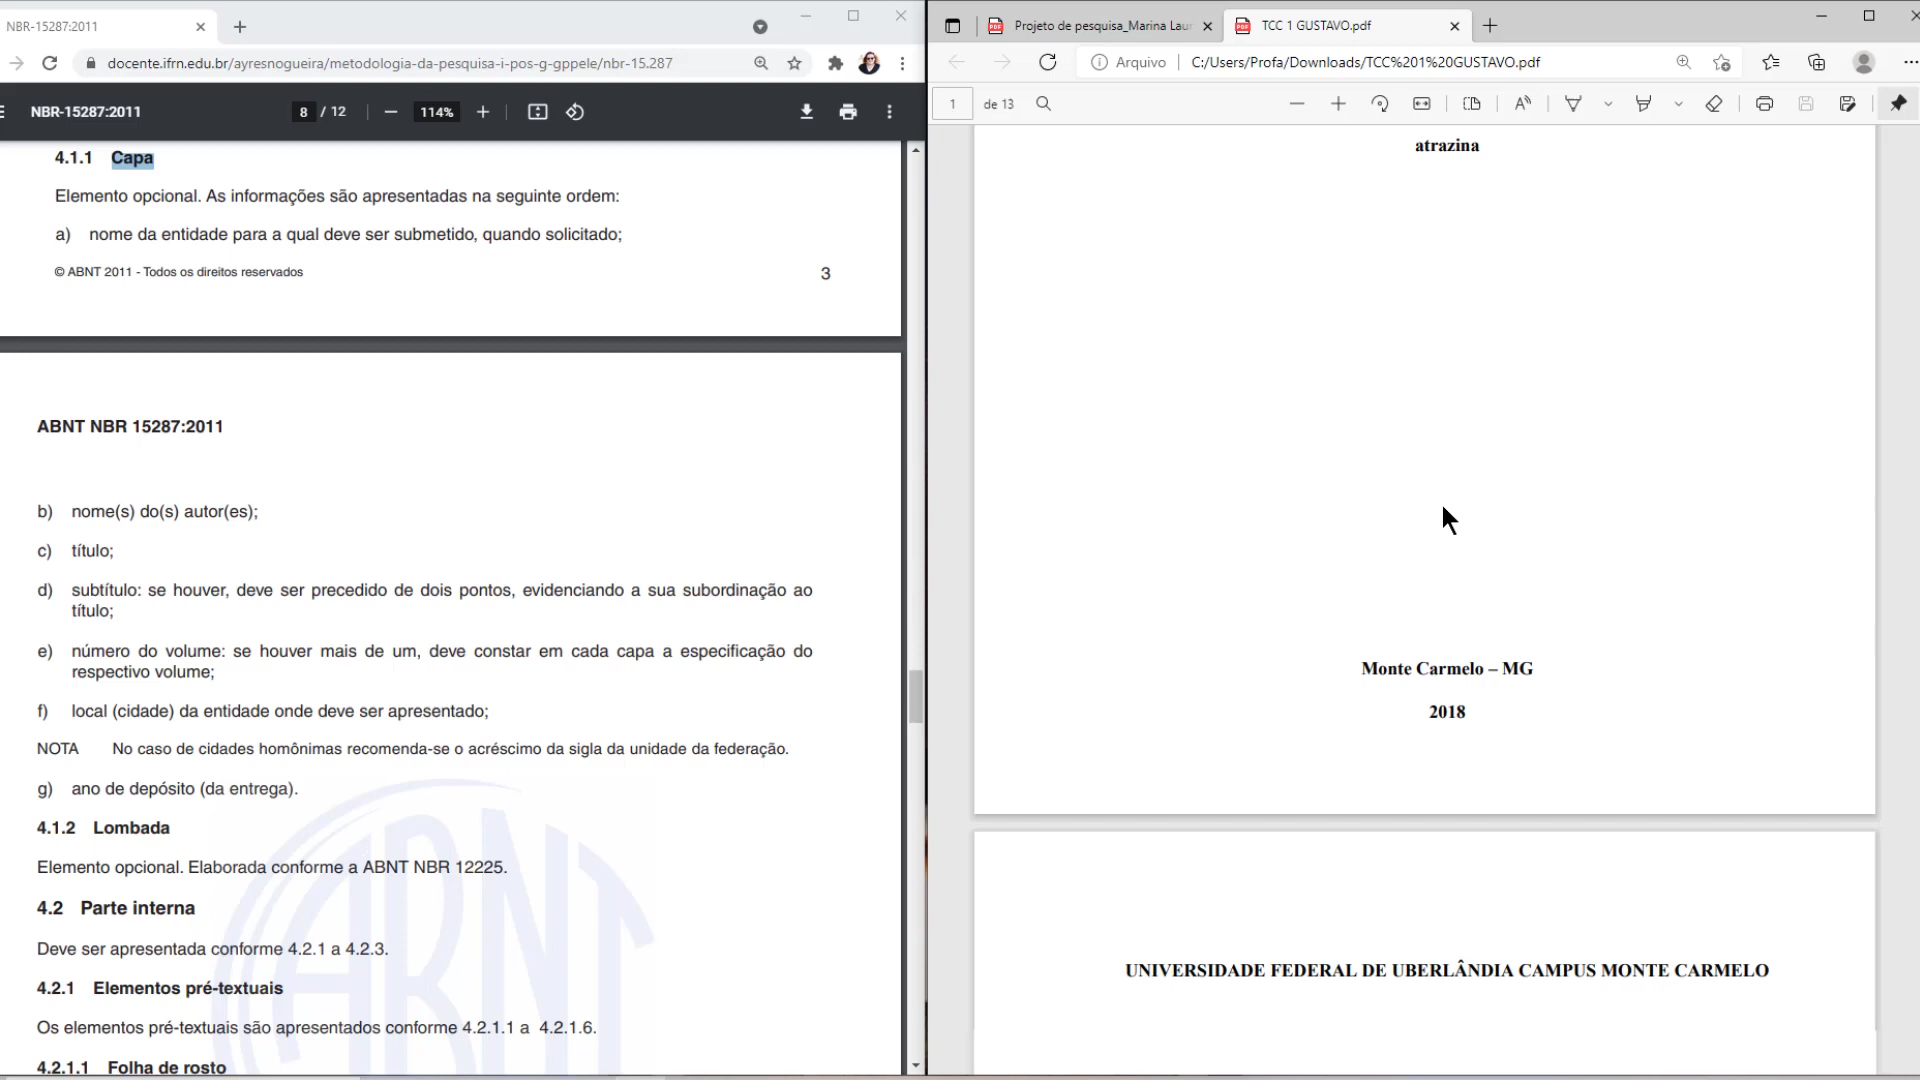 NBR-15287:2011
docente.ifrn.edu.br/ayresnogueira/metodologia-da-pesquisa-i-pos-g-gppele/nbr-15.287
NBR-15287:2011
8 / 12
114%
4.1.1 Capa
Elemento opcional. As informações são apresentadas na seguinte ordem:
a) nome da entidade para a qual deve ser submetido, quando solicitado;
© ABNT 2011 - Todos os direitos reservados
3
ABNT NBR 15287:2011
b) nome(s) do(s) autor(es);
c) título;
d) subtítulo: se houver, deve ser precedido de dois pontos, evidenciando a sua subordinação ao
título;
e) número do volume: se houver mais de um, deve constar em cada capa a especificação do
respectivo volume;
f) local (cidade) da entidade onde deve ser apresentado;
NOTA No caso de cidades homônimas recomenda-se o acréscimo da sigla da unidade da federação.
g) ano de depósito (da entrega).
4.1.2 Lombada
Elemento opcional. Elaborada conforme a ABNT NBR 12225.
4.2 Parte interna
Deve ser apresentada conforme 4.2.1 a 4.2.3.
4.2.1 Elementos pré-textuais
Os elementos pré-textuais são apresentados conforme 4.2.1.1 a 4.2.1.6.
4.2.1.1 Folha de rosto
ABNT
Projeto de pesquisa_Marina Lau
TCC 1 GUSTAVO.pdf
Arquivo
C:/Users/Profa/Downloads/TCC%201%20GUSTAVO.pdf
1 de 13
atrazina
Monte Carmelo – MG
2018
UNIVERSIDADE FEDERAL DE UBERLÂNDIA CAMPUS MONTE CARMELO